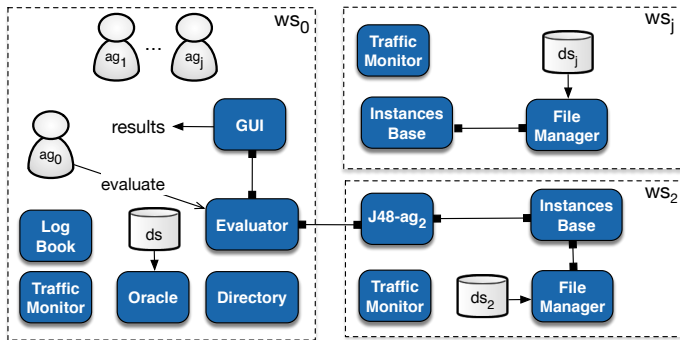 ws0
ag1
...
agj
ag0
results
GUI
evaluate
Evaluator
Log
Book
ds
Traffic
Monitor
Oracle
Directory
wsj
Traffic
Monitor
dsj
Instances
Base
File
Manager
ws2
J48-ag2
Instances
Base
Traffic
Monitor
ds2
File
Manager